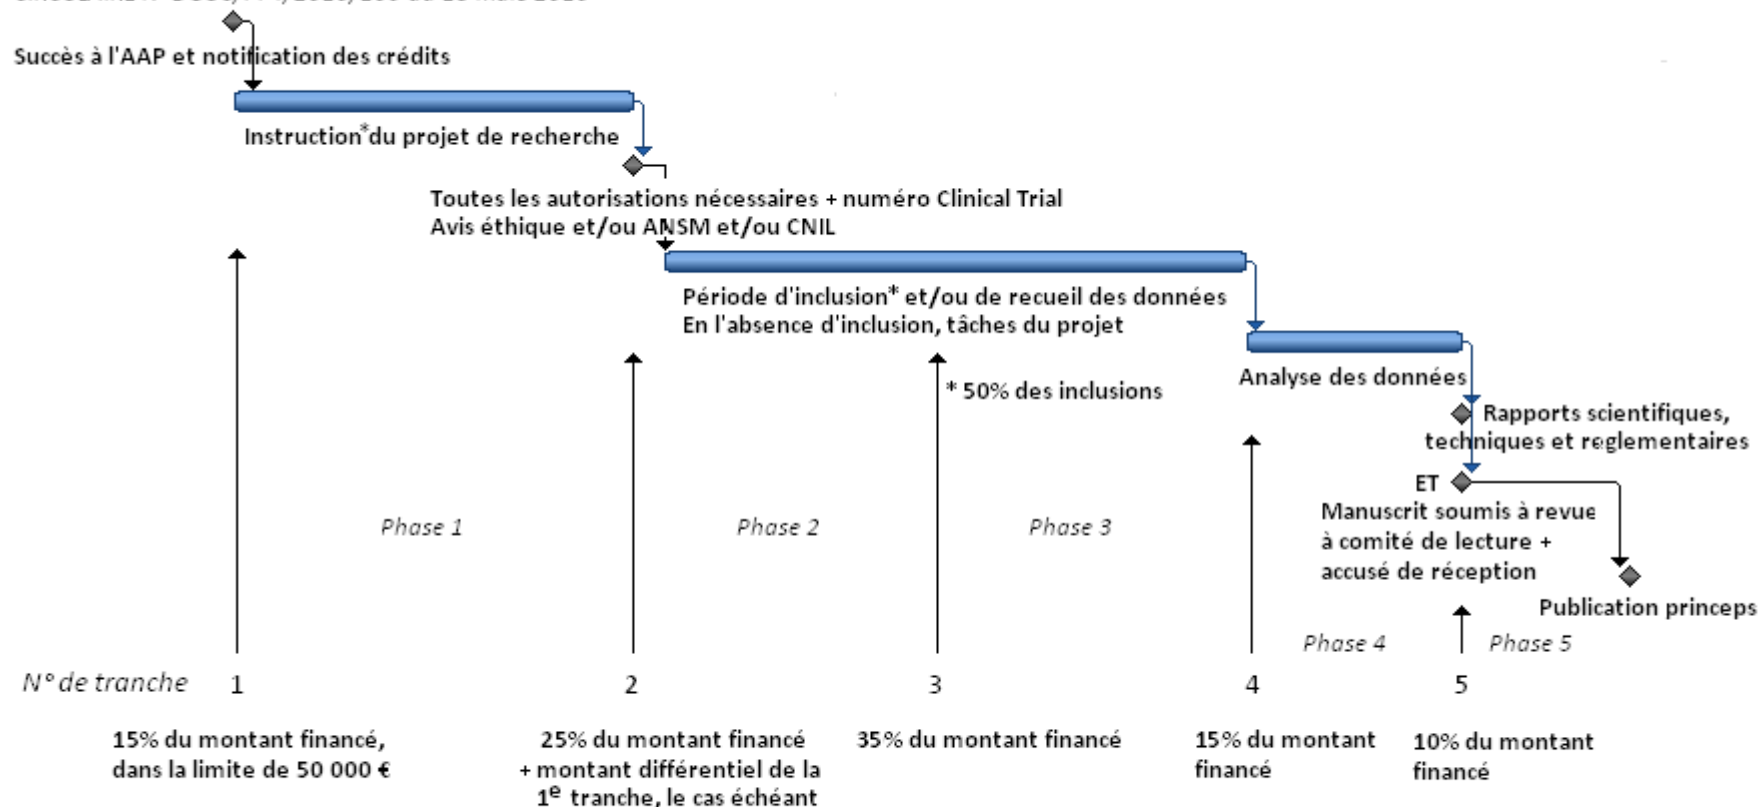 Succès à l'AAP et notification des crédits
Instruction* du projet de recherche
Toutes les autorisations nécessaires + numéro Clinical Trial
Avis éthique et/ou ANSM et/ou CNIL
Période d'inclusion* et/ou de recueil des données
En l'absence d'inclusion, tâches du projet
* 50% des inclusions
Analyse des données
Rapports scientifiques,
techniques et reglementaires
ET
Manuscrit soumis à revue
à comité de lecture +
accusé de réception
Publication princeps
Phase 1
Phase 2
Phase 3
Phase 4
Phase 5
N° de tranche
1
2
3
4
5
15% du montant financé,
dans la limite de 50 000 €
25% du montant financé
+ montant différentiel de la
1e tranche, le cas échéant
35% du montant financé
15% du montant
financé
10% du montant
financé